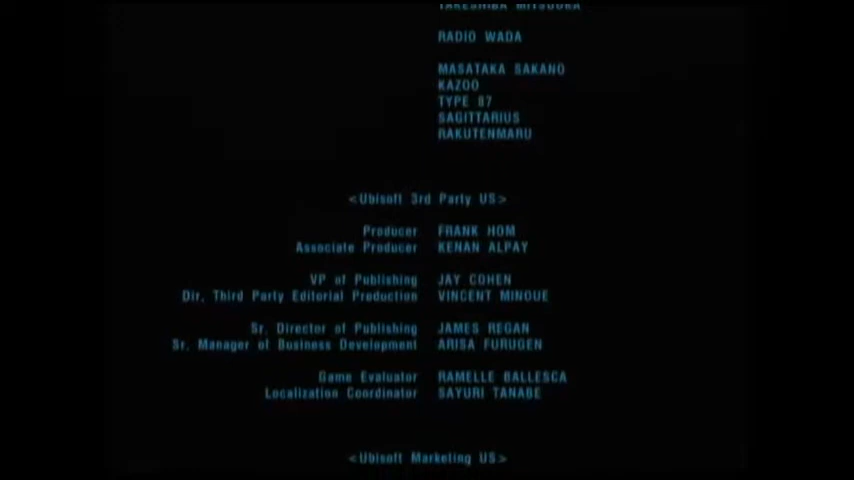 RADIO WADA
MASATAKA SAKANO
KAZOO
TYPE 87
SAGITTARIUS
RAKUTENMARU
<Ubisoft 3rd Party US>
Producer FRANK HOM
Associate Producer KENAN ALPAY
VP of Publishing JAY COHEN
Dir, Third Party Editorial Production VINCENT MINOUE
Sr. Director of Publishing JAMES REGAN
Sr. Manager of Business Development ARISA FURUGEN
Game Evaluator RAMELLE BALLESCA
Localization Coordinator SAYURI TANABE
<Ubisoft Marketing US>